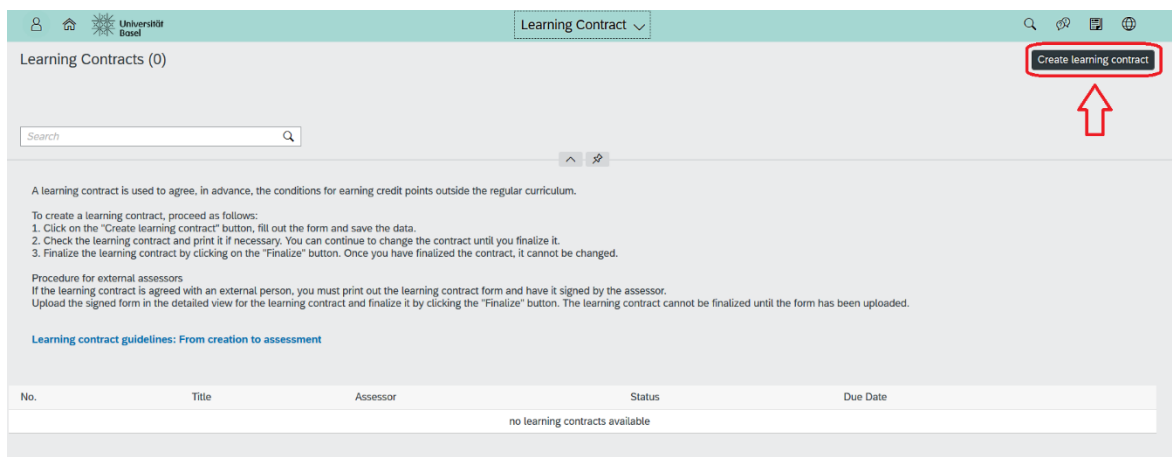 Universität
Basel
Learning Contract
Learning Contracts (0)
Create learning contract
Search
A learning contract is used to agree, in advance, the conditions for earning credit points outside the regular curriculum.
To create a learning contract, proceed as follows:
1. Click on the "Create learning contract" button, fill out the form and save the data.
2. Check the learning contract and print it if necessary. You can continue to change the contract until you finalize it.
3. Finalize the learning contract by clicking on the "Finalize" button. Once you have finalized the contract, it cannot be changed.
Procedure for external assessors
If the learning contract is agreed with an external person, you must print out the learning contract form and have it signed by the assessor.
Upload the signed form in the detailed view for the learning contract and finalize it by clicking the "Finalize" button. The learning contract cannot be finalized until the form has been uploaded.
Learning contract guidelines: From creation to assessment
No. Title Assessor Status Due Date
no learning contracts available